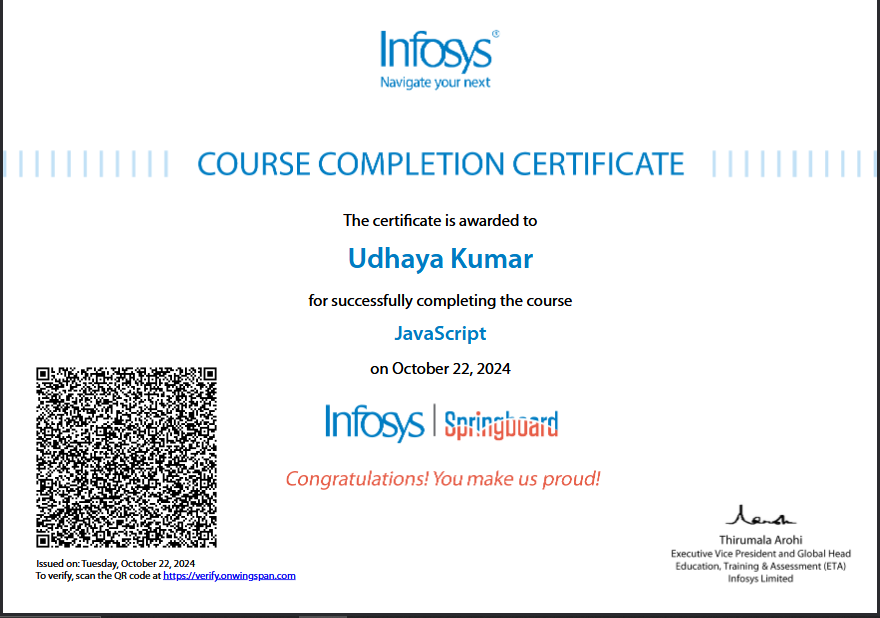 Infosys®
Navigate your next
COURSE COMPLETION CERTIFICATE
The certificate is awarded to
Udhaya Kumar
for successfully completing the course
JavaScript
on October 22, 2024
Infosys | Springboard
Congratulations! You make us proud!
Issued on: Tuesday, October 22, 2024
To verify, scan the QR code at https://verify.onwingspan.com
Thirumala Arohi
Executive Vice President and Global Head
Education, Training & Assessment (ETA)
Infosys Limited